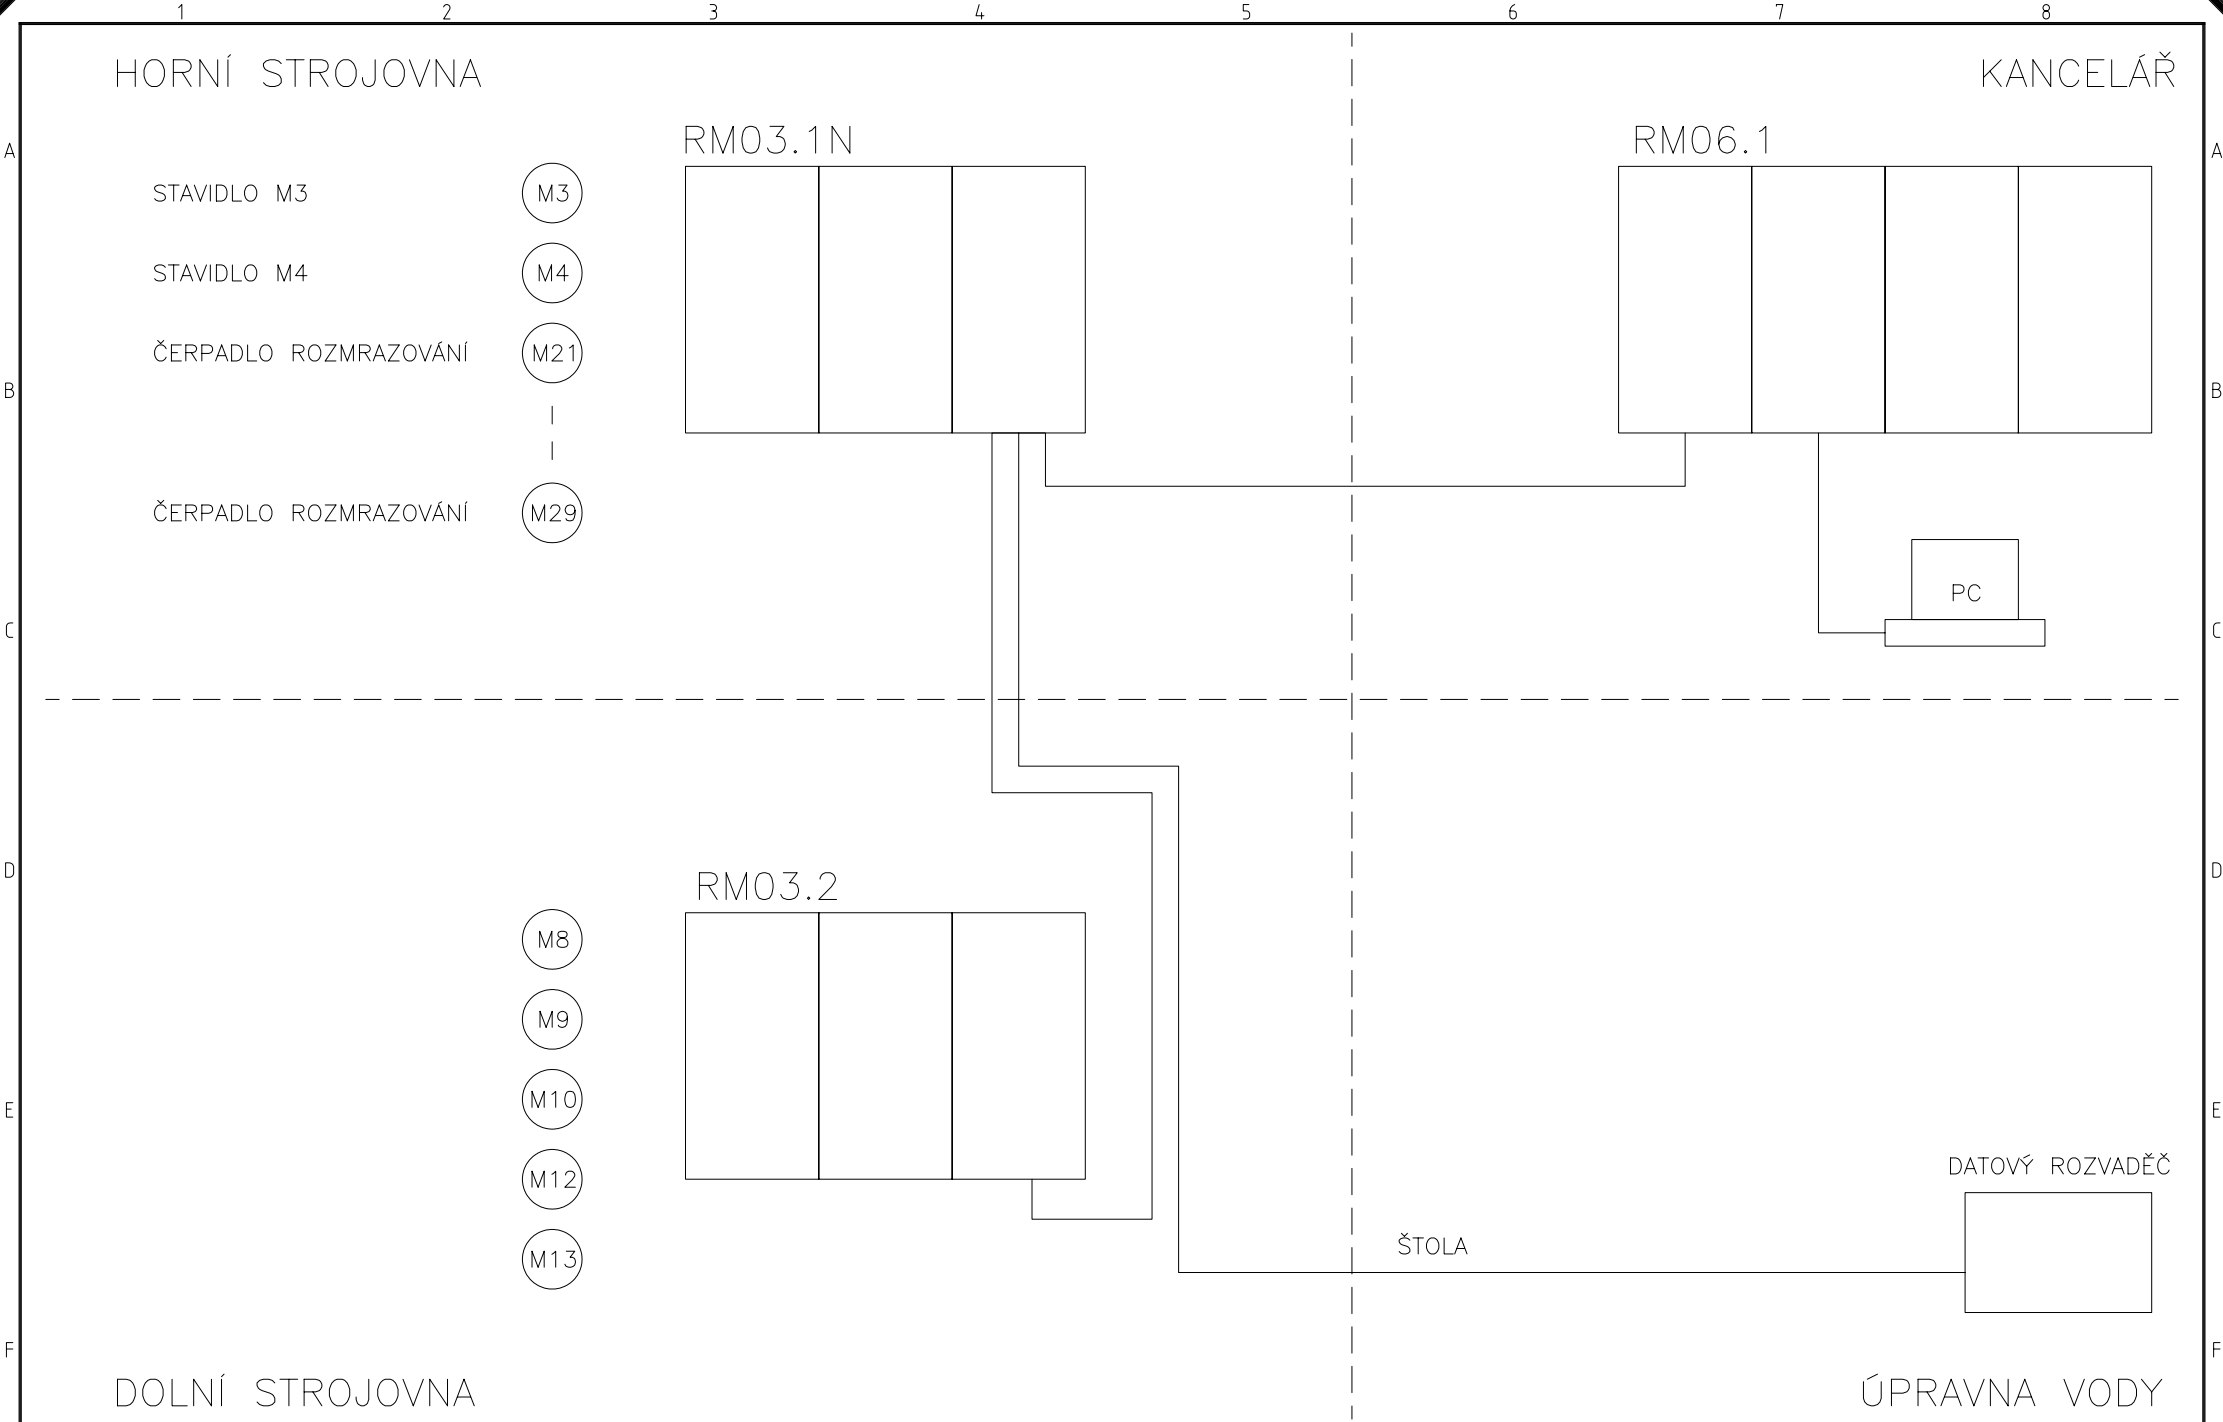 1 2 3 4 5 6 7 8
HORNÍ STROJOVNA
KANCELÁŘ
RM03.1N
RM06.1
A
A
STAVIDLO M3
M3
STAVIDLO M4
M4
ČERPADLO ROZMRAZOVÁNÍ
M21
B
B
ČERPADLO ROZMRAZOVÁNÍ
M29
PC
C
C
D
D
RM03.2
M8
M9
M10
E
E
M12
DATOVÝ ROZVADĚČ
M13
ŠTOLA
F
F
DOLNÍ STROJOVNA
ÚPRAVNA VODY